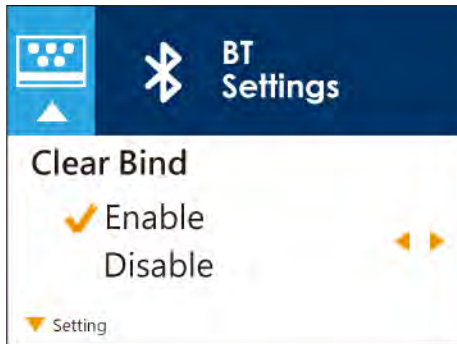 BT
Settings
Clear Bind
Enable
Disable
Setting